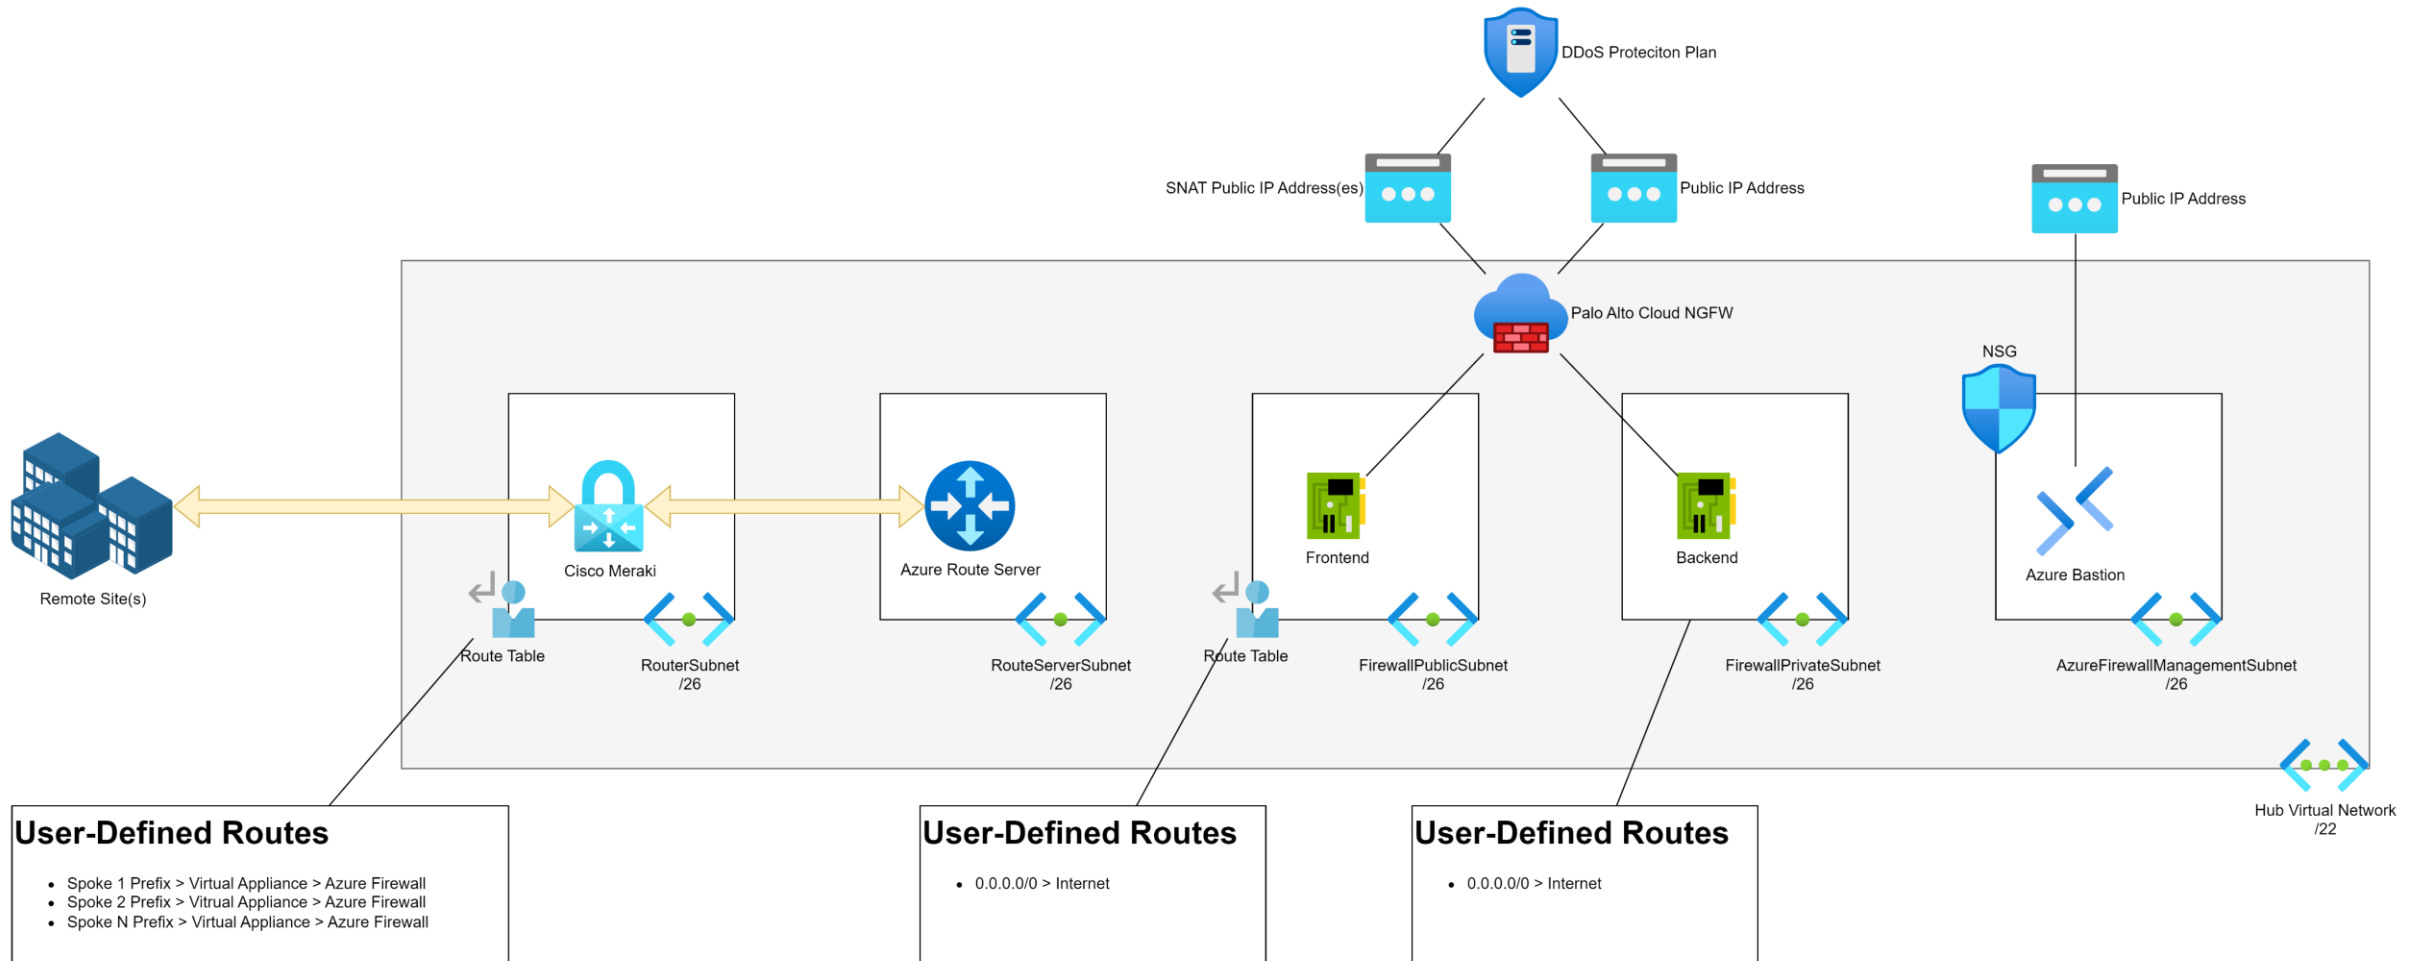 DDoS Proteciton Plan
SNAT Public IP Address(es)
Public IP Address
Public IP Address
Palo Alto Cloud NGFW
NSG
Remote Site(s)
Cisco Meraki
Azure Route Server
Frontend
Backend
Azure Bastion
Route Table
RouterSubnet
/26
RouteServerSubnet
/26
Route Table
FirewallPublicSubnet
/26
FirewallPrivateSubnet
/26
AzureFirewallManagementSubnet
/26
Hub Virtual Network
/22
User-Defined Routes
• Spoke 1 Prefix > Virtual Appliance > Azure Firewall
• Spoke 2 Prefix > Vitrual Appliance > Azure Firewall
• Spoke N Prefix > Virtual Appliance > Azure Firewall
User-Defined Routes
• 0.0.0.0/0 > Internet
User-Defined Routes
• 0.0.0.0/0 > Internet